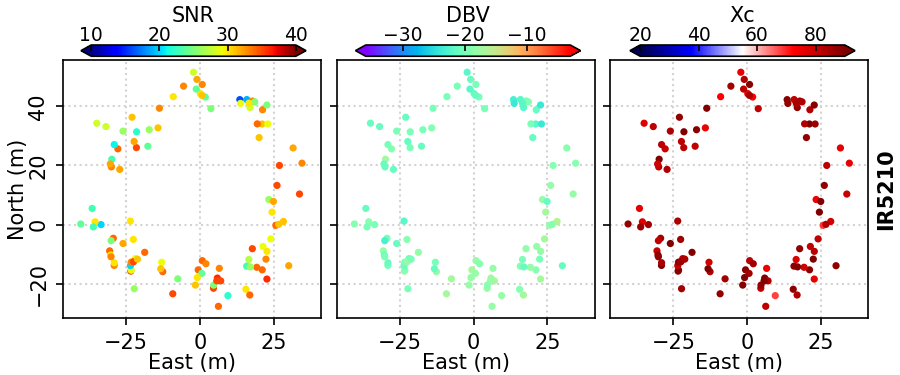 SNR DBV Xc
10 20 30 40 −30 −20 −10 20 40 60 80
40
20
0
−20
North (m)
−25 0 25 −25 0 25 −25 0 25
East (m) East (m) East (m)
IR5210